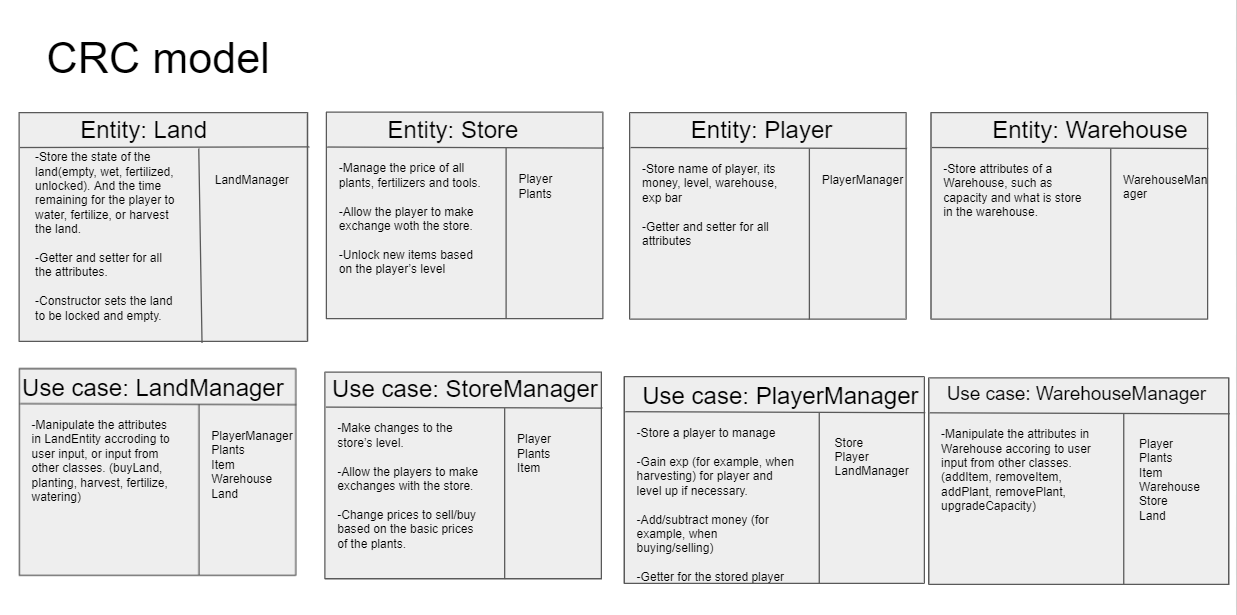 CRC model
Entity: Land
-Store the state of the
land(empty, wet, fertilized,
unlocked). And the time
remaining for the player to
water, fertilize, or harvest
the land.
-Getter and setter for all
the attributes.
-Constructor sets the land
to be locked and empty.
LandManager
Entity: Store
-Manage the price of all
plants, fertilizers and tools.
-Allow the player to make
exchange woth the store.
-Unlock new items based
on the player's level
Player
Plants
Entity: Player
-Store name of player, its
money, level, warehouse,
exp bar
-Getter and setter for all
attributes
PlayerManager
Entity: Warehouse
-Store attributes of a
Warehouse, such as
capacity and what is store
in the warehouse.
WarehouseMan
ager
Use case: LandManager
-Manipulate the attributes
in LandEntity accroding to
user input, or input from
other classes. (buyLand,
planting, harvest, fertilize,
watering)
PlayerManager
Plants
Item
Warehouse
Land
Use case: StoreManager
-Make changes to the
store's level.
-Allow the players to make
exchanges with the store.
-Change prices to sell/buy
based on the basic prices
of the plants.
Player
Plants
Item
Use case: PlayerManager
-Store a player to manage
-Gain exp (for example, when
harvesting) for player and
level up if necessary.
-Add/subtract money (for
example, when
buying/selling)
-Getter for the stored player
Store
Player
LandManager
Use case: WarehouseManager
-Manipulate the attributes in
Warehouse accoring to user
input from other classes.
(addItem, removeItem,
addPlant, removePlant,
upgradeCapacity)
Player
Plants
Item
Warehouse
Store
Land